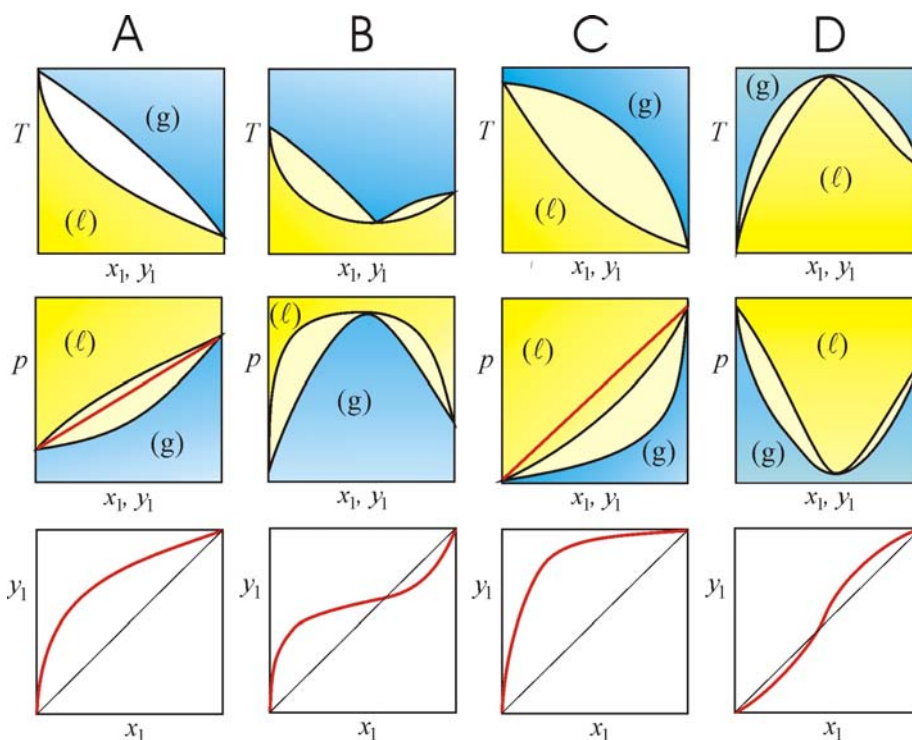 A B C D
T (g) (ℓ) T T (g) (ℓ) T (g) (ℓ)
x₁, y₁ x₁, y₁ x₁, y₁ x₁, y₁
p (ℓ) (g) p (ℓ) (g) p (ℓ) (g) p (ℓ) (g)
x₁, y₁ x₁, y₁ x₁, y₁ x₁, y₁
y₁ y₁ y₁ y₁
x₁ x₁ x₁ x₁